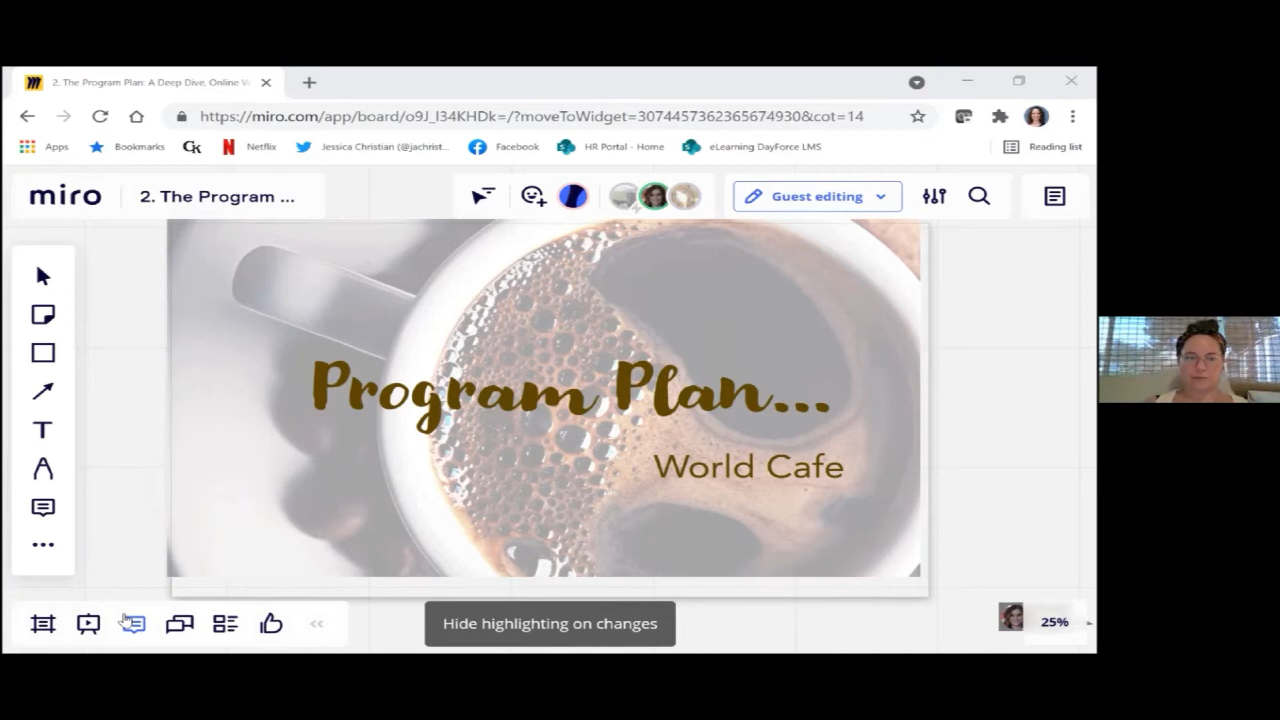 2. The Program Plan: A Deep Dive, Online W
https://miro.com/app/board/o9J_l34KHDk=/?moveToWidget=3074457362365674930&cot=14
Apps Bookmarks Netflix Jessica Christian (@jachrist... Facebook HR Portal - Home eLearning DayForce LMS Reading list
miro 2. The Program ... Guest editing
Program Plan...
World Cafe
Hide highlighting on changes
25%